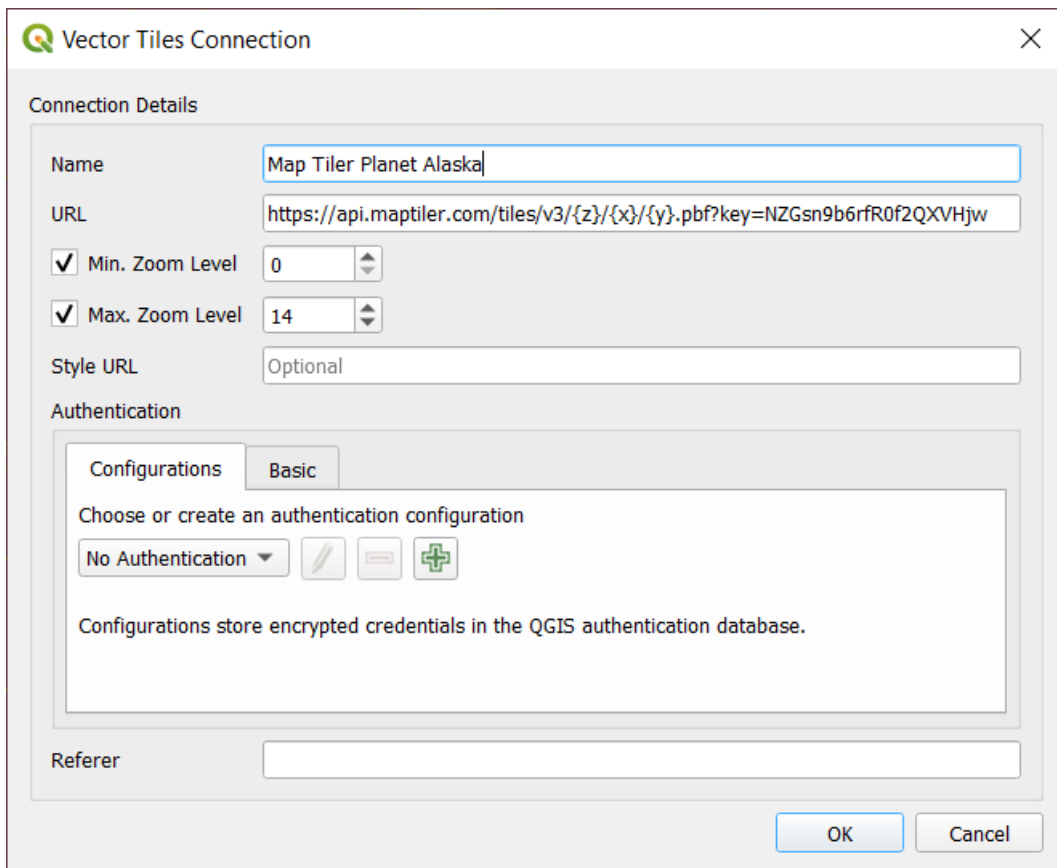 Vector Tiles Connection
Connection Details
Name Map Tiler Planet Alaska
URL https://api.maptiler.com/tiles/v3/{z}/{x}/{y}.pbf?key=NZGsn9b6rfR0f2QXVHjw
Min. Zoom Level 0
Max. Zoom Level 14
Style URL Optional
Authentication
Configurations Basic
Choose or create an authentication configuration
No Authentication
Configurations store encrypted credentials in the QGIS authentication database.
Referer
OK Cancel